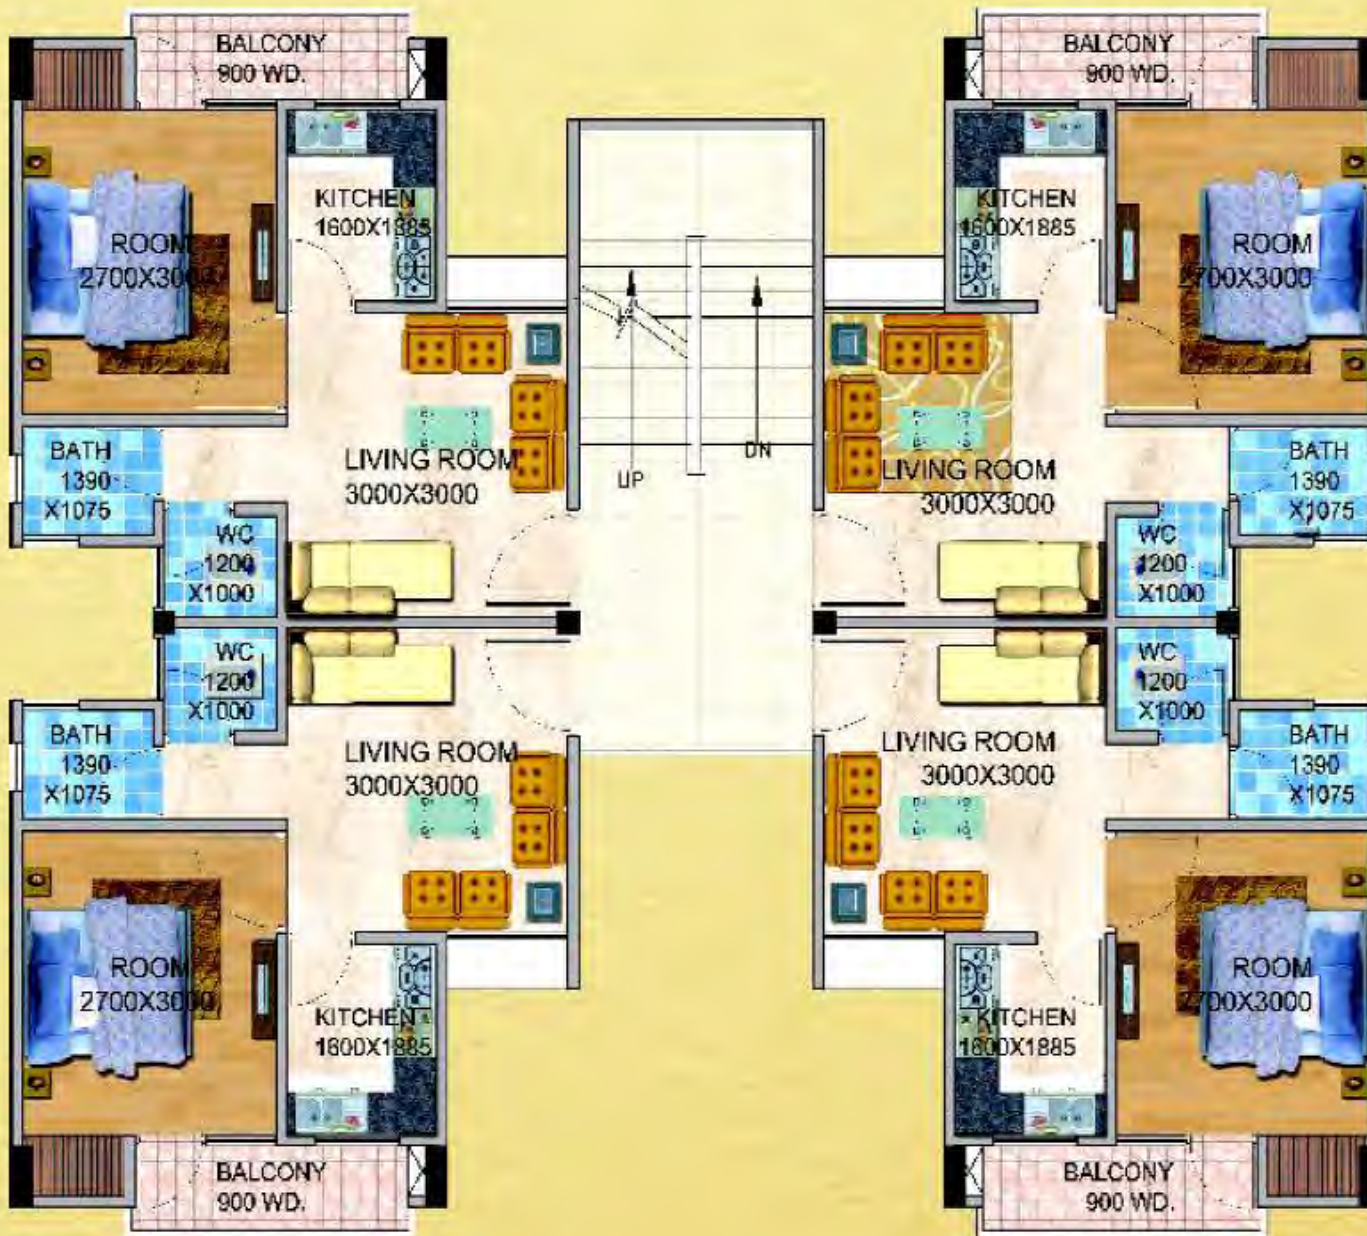 BALCONY
900 WD.
BALCONY
900 WD.
KITCHEN
1600X1885
KITCHEN
1600X1885
ROOM
2700X3000
ROOM
2700X3000
BATH
1390
X1075
LIVING ROOM
3000X3000
UP
DN
LIVING ROOM
3000X3000
BATH
1390
X1075
WC
1200
X1000
WC
1200
X1000
WC
1200
X1000
WC
1200
X1000
BATH
1390
X1075
LIVING ROOM
3000X3000
LIVING ROOM
3000X3000
BATH
1390
X1075
ROOM
2700X3000
ROOM
2700X3000
KITCHEN
1600X1885
KITCHEN
1600X1885
BALCONY
900 WD.
BALCONY
900 WD.